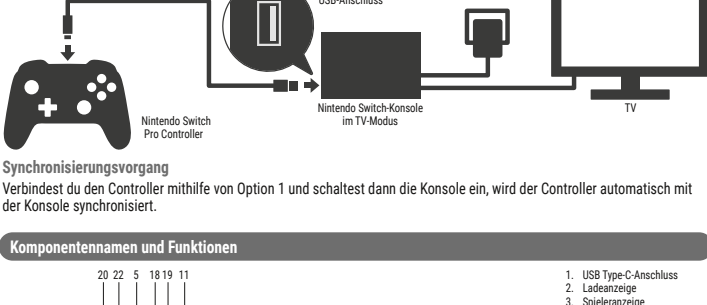 USB-Anschluss
Nintendo Switch
Pro Controller
Nintendo Switch-Konsole
im TV-Modus
TV
Synchronisierungsvorgang
Verbindest du den Controller mithilfe von Option 1 und schaltest dann die Konsole ein, wird der Controller automatisch mit
der Konsole synchronisiert.
Komponentennamen und Funktionen
20 22 5 18 19 11
1. USB Type-C-Anschluss
2. Ladeanzeige
3. Spieleranzeige